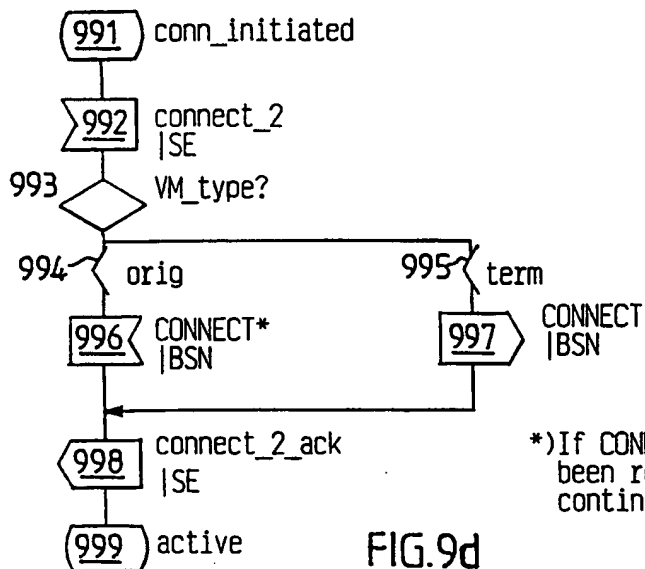 991 conn_initiated
992 connect_2
|SE
993 VM_type?
994 orig
995 term
996 CONNECT*
|BSN
997 CONNECT
|BSN
998 connect_2_ack
|SE
*)If CON
been r
contin
999 active
FIG.9d